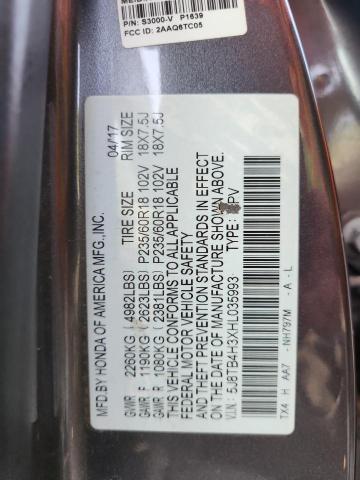 P/N: S3000-V P1639
FCC ID: 2AAQ6TC05
MFD.BY HONDA OF AMERICA MFG., INC. 04/17
TIRE SIZE RIM SIZE
GVWR 2260KG (4982LBS)
GAWR F 1190KG (2623LBS) P235/60R18 102V 18X7.5J
GAWR R 1080KG (2381LBS) P235/60R18 102V 18X7.5J
THIS VEHICLE CONFORMS TO ALL APPLICABLE
FEDERAL MOTOR VEHICLE SAFETY
AND THEFT PREVENTION STANDARDS IN EFFECT
ON THE DATE OF MANUFACTURE SHOWN ABOVE.
V.I.N.: 5J8TB4H3XHL035993 TYPE: PV
TX4 H AA7 - NH797M - A - L